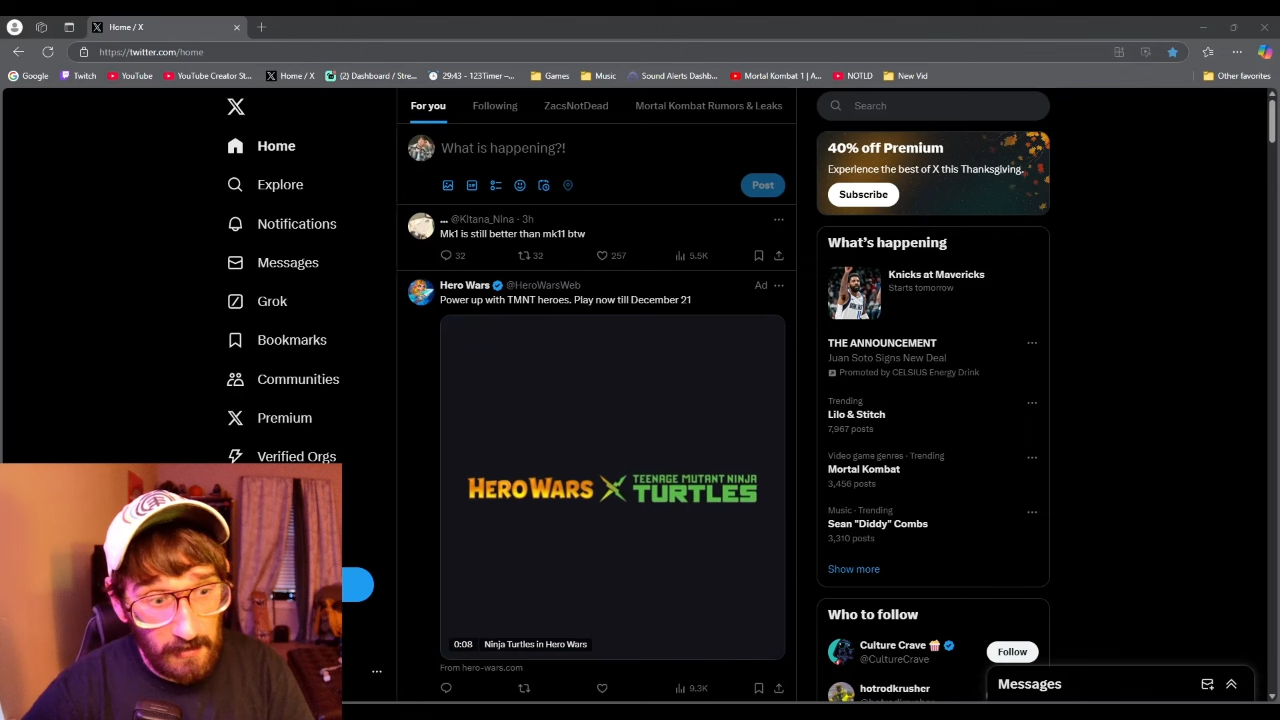 Home / X
https://twitter.com/home
Google
Twitch
YouTube
YouTube Creator St...
Home / X
(2) Dashboard / Stre...
29:43 - 123Timer –...
Games
Music
Sound Alerts Dashb...
Mortal Kombat 1 | A...
NOTLD
New Vid
Other favorites
Home
Explore
Notifications
Messages
Grok
Bookmarks
Communities
Premium
Verified Orgs
For you
Following
ZacsNotDead
Mortal Kombat Rumors & Leaks
What is happening?!
GIF
Post
... @KItana_NIna · 3h
Mk1 is still better than mk11 btw
32
32
257
5.5K
Hero Wars @HeroWarsWeb
Ad
Power up with TMNT heroes. Play now till December 21
HERO WARS X TEENAGE MUTANT NINJA
TURTLES
0:08 Ninja Turtles in Hero Wars
From hero-wars.com
9.3K
Search
40% off Premium
Experience the best of X this Thanksgiving.
Subscribe
What's happening
Knicks at Mavericks
Starts tomorrow
THE ANNOUNCEMENT
Juan Soto Signs New Deal
Promoted by CELSIUS Energy Drink
Trending
Lilo & Stitch
7,967 posts
Video game genres · Trending
Mortal Kombat
3,456 posts
Music · Trending
Sean "Diddy" Combs
3,310 posts
Show more
Who to follow
Culture Crave
@CultureCrave
Follow
hotrodkrusher
Messages